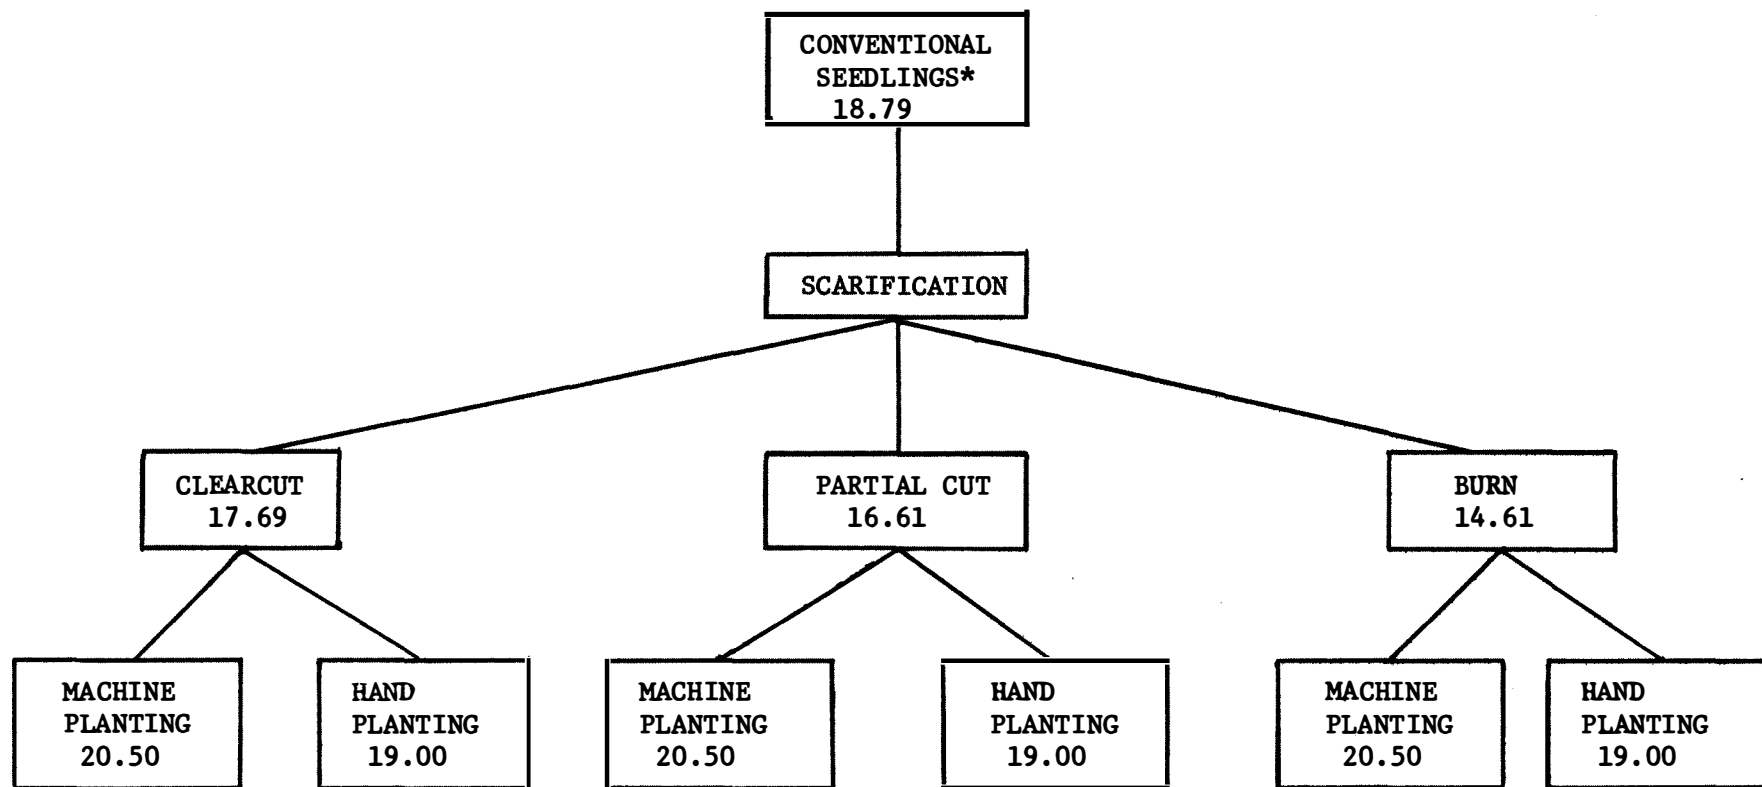 CONVENTIONAL
SEEDLINGS*
18.79
SCARIFICATION
CLEARCUT
17.69
PARTIAL CUT
16.61
BURN
14.61
MACHINE
PLANTING
20.50
HAND
PLANTING
19.00
MACHINE
PLANTING
20.50
HAND
PLANTING
19.00
MACHINE
PLANTING
20.50
HAND
PLANTING
19.00